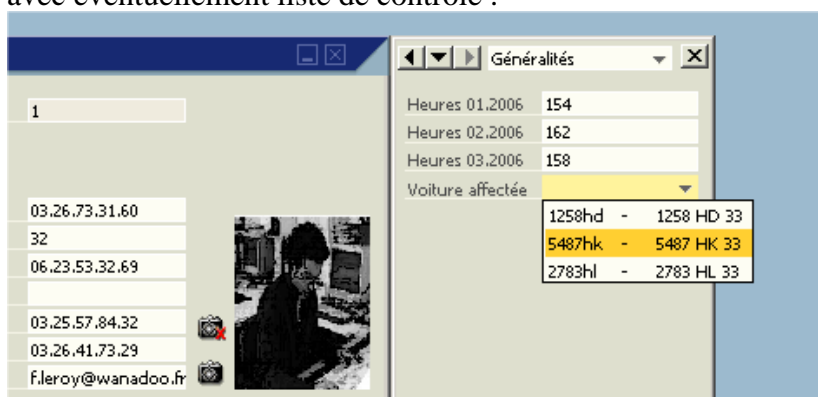 avec éventuellement liste de contrôle :
Généralités
1
Heures 01.2006 154
Heures 02.2006 162
Heures 03.2006 158
Voiture affectée
1258hd - 1258 HD 33
5487hk - 5487 HK 33
2783hl - 2783 HL 33
03.26.73.31.60
32
06.23.53.32.69
03.25.57.84.32
03.26.41.73.29
f.leroy@wanadoo.fr